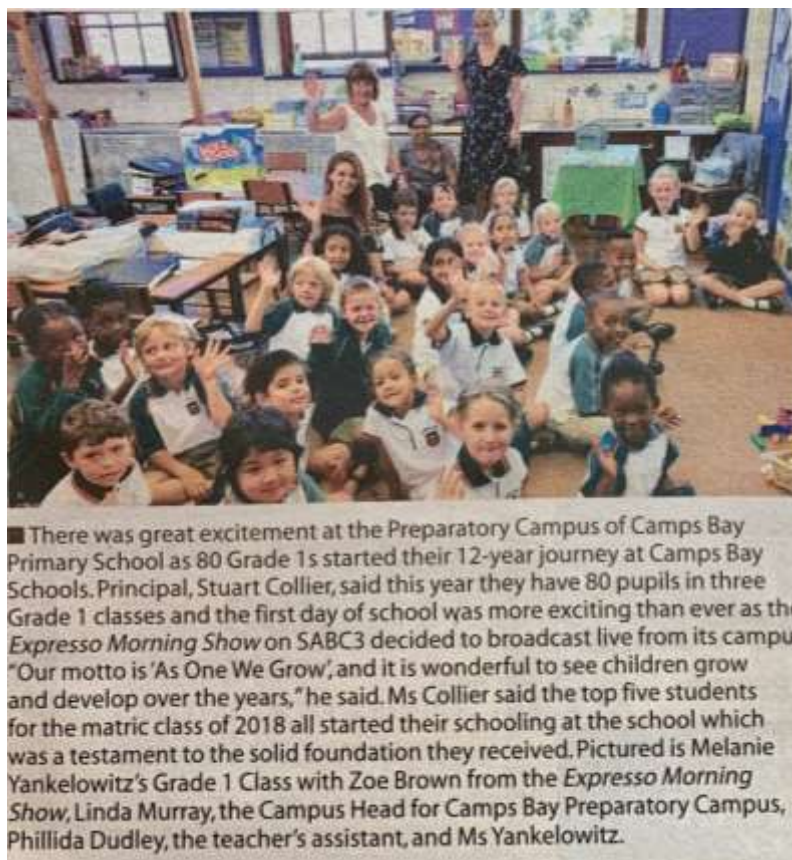 ■ There was great excitement at the Preparatory Campus of Camps Bay
Primary School as 80 Grade 1s started their 12-year journey at Camps Bay
Schools. Principal, Stuart Collier, said this year they have 80 pupils in three
Grade 1 classes and the first day of school was more exciting than ever as th
Expresso Morning Show on SABC3 decided to broadcast live from its campu
"Our motto is 'As One We Grow', and it is wonderful to see children grow
and develop over the years," he said. Ms Collier said the top five students
for the matric class of 2018 all started their schooling at the school which
was a testament to the solid foundation they received. Pictured is Melanie
Yankelowitz's Grade 1 Class with Zoe Brown from the Expresso Morning
Show, Linda Murray, the Campus Head for Camps Bay Preparatory Campus,
Phillida Dudley, the teacher's assistant, and Ms Yankelowitz.